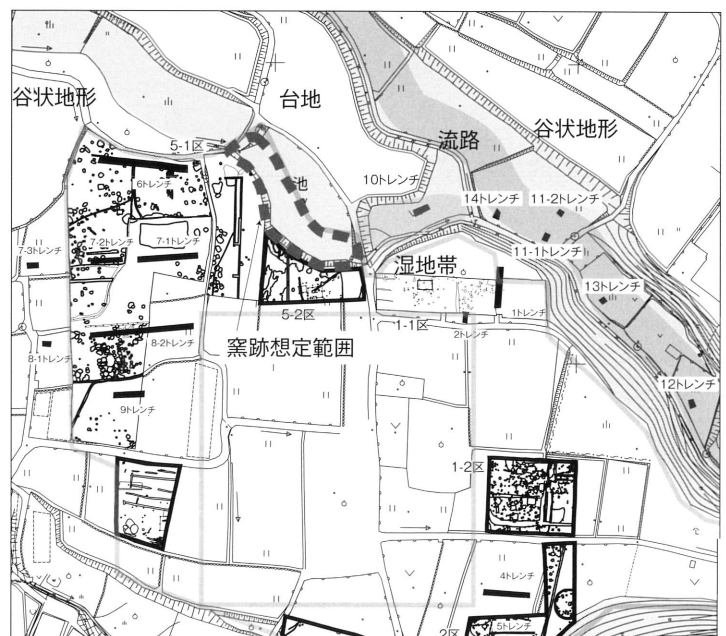 谷状地形
台地
流路
谷状地形
5-1区
池
10トレンチ
6トレンチ
14トレンチ
11-2トレンチ
7-3トレンチ
7-2トレンチ
7-1トレンチ
11-1トレンチ
湿地帯
13トレンチ
5-2区
1-1区
1トレンチ
2トレンチ
窯跡想定範囲
8-1トレンチ
8-2トレンチ
12トレンチ
9トレンチ
1-2区
4トレンチ
2区
5トレンチ